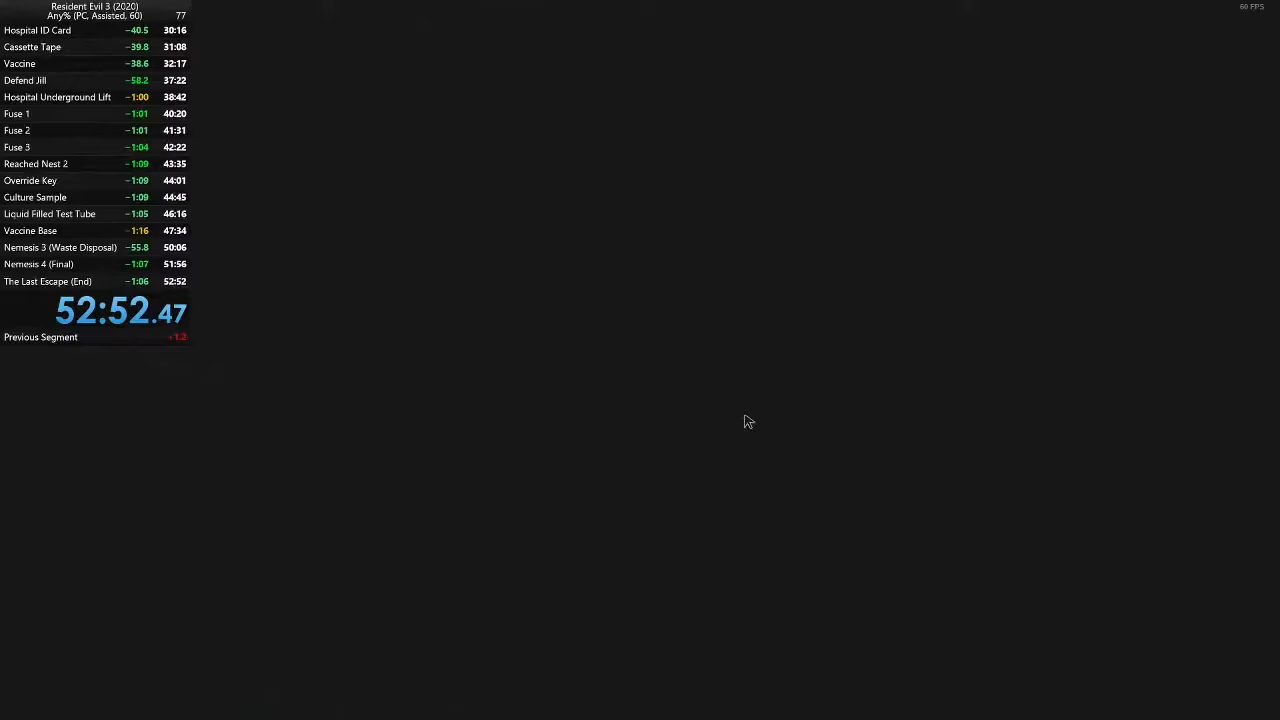 Resident Evil 3 (2020)
Any% (PC, Assisted, 60) 77
60 FPS
Hospital ID Card −40.5 30:16
Cassette Tape −39.8 31:08
Vaccine −38.6 32:17
Defend Jill −58.2 37:22
Hospital Underground Lift −1:00 38:42
Fuse 1 −1:01 40:20
Fuse 2 −1:01 41:31
Fuse 3 −1:04 42:22
Reached Nest 2 −1:09 43:35
Override Key −1:09 44:01
Culture Sample −1:09 44:45
Liquid Filled Test Tube −1:05 46:16
Vaccine Base −1:16 47:34
Nemesis 3 (Waste Disposal) −55.8 50:06
Nemesis 4 (Final) −1:07 51:56
The Last Escape (End) −1:06 52:52
52:52.47
Previous Segment +1.2